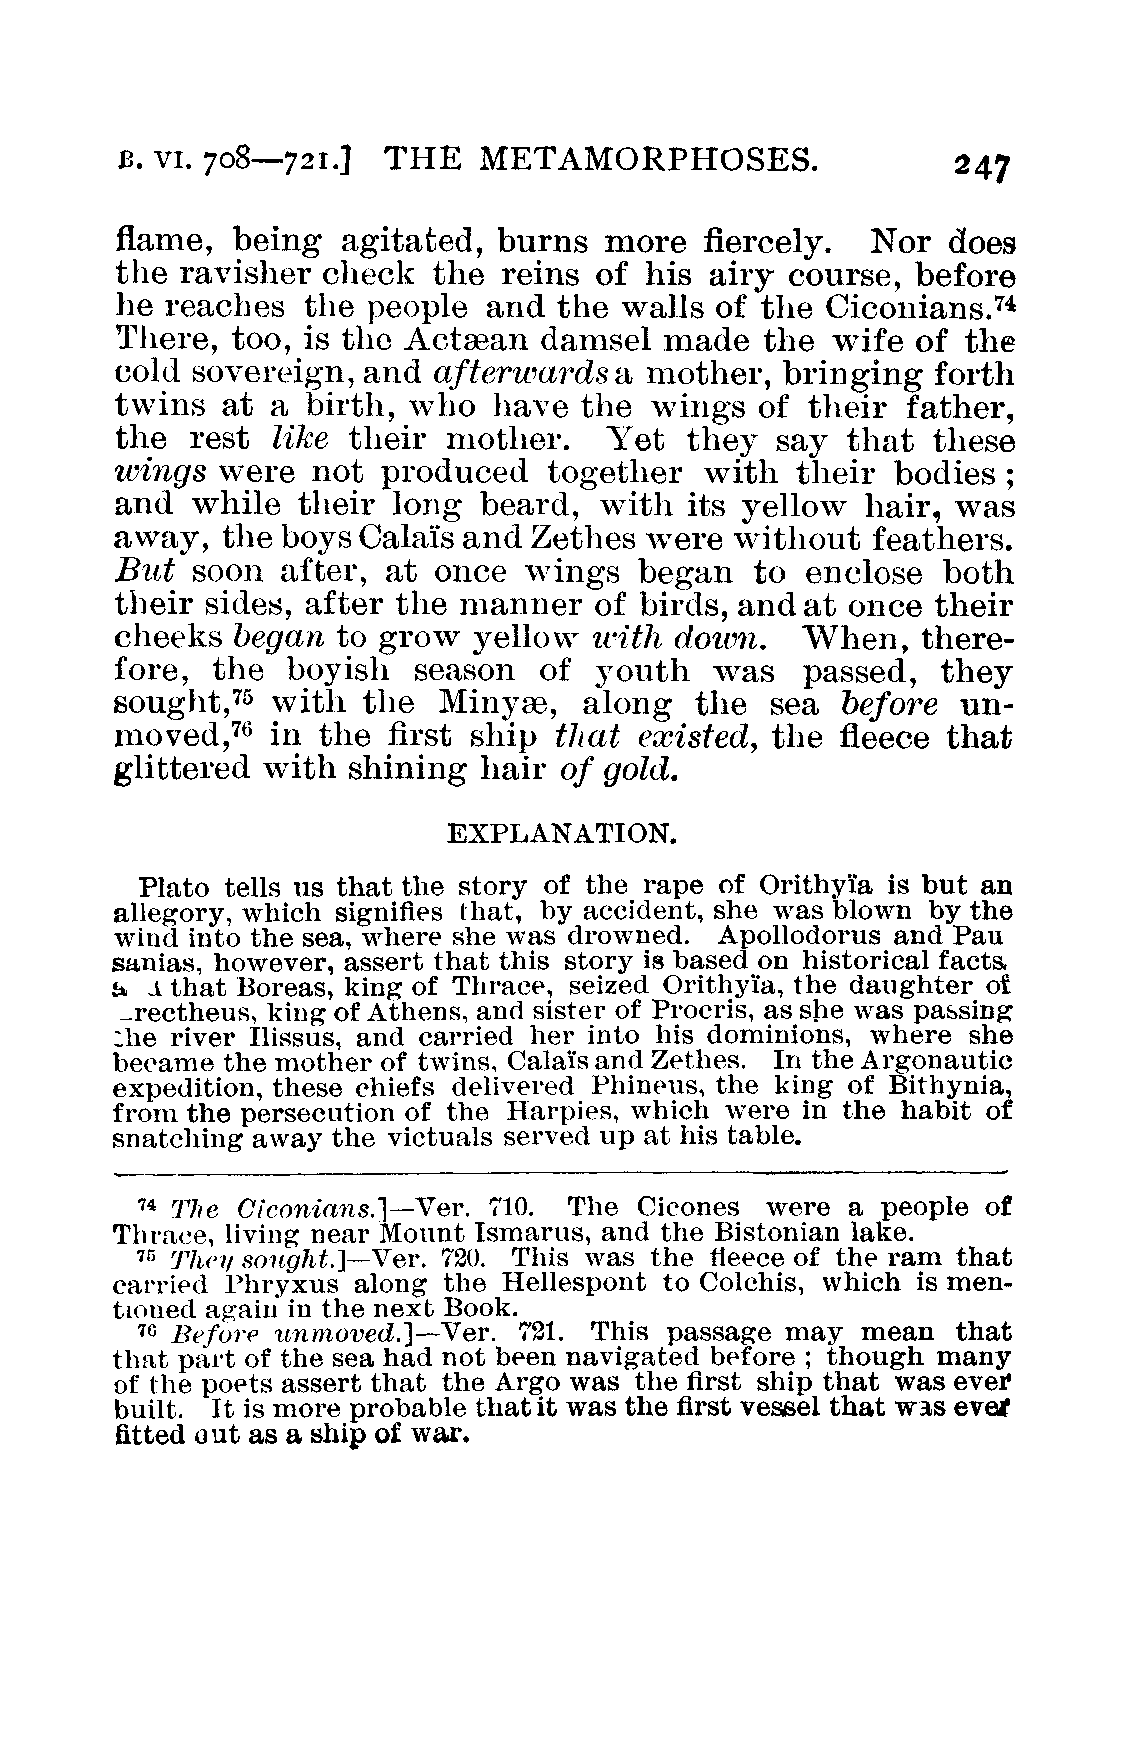 B. VI. 708—721.] THE METAMORPHOSES. 247
flame, being agitated, burns more fiercely. Nor does
the ravisher check the reins of his airy course, before
he reaches the people and the walls of the Ciconians.⁷⁴
There, too, is the Actæan damsel made the wife of the
cold sovereign, and afterwards a mother, bringing forth
twins at a birth, who have the wings of their father,
the rest like their mother. Yet they say that these
wings were not produced together with their bodies ;
and while their long beard, with its yellow hair, was
away, the boys Calaïs and Zethes were without feathers.
But soon after, at once wings began to enclose both
their sides, after the manner of birds, and at once their
cheeks began to grow yellow with down. When, there-
fore, the boyish season of youth was passed, they
sought,⁷⁵ with the Minyæ, along the sea before un-
moved,⁷⁶ in the first ship that existed, the fleece that
glittered with shining hair of gold.
EXPLANATION.
Plato tells us that the story of the rape of Orithyïa is but an
allegory, which signifies that, by accident, she was blown by the
wind into the sea, where she was drowned. Apollodorus and Pau
sanias, however, assert that this story is based on historical facts,
that Boreas, king of Thrace, seized Orithyïa, the daughter of
rectheus, king of Athens, and sister of Procris, as she was passing
the river Ilissus, and carried her into his dominions, where she
became the mother of twins, Calaïs and Zethes. In the Argonautic
expedition, these chiefs delivered Phineus, the king of Bithynia,
from the persecution of the Harpies, which were in the habit of
snatching away the victuals served up at his table.
⁷⁴ The Ciconians.]—Ver. 710. The Cicones were a people of
Thrace, living near Mount Ismarus, and the Bistonian lake.
⁷⁵ They sought.]—Ver. 720. This was the fleece of the ram that
carried Phryxus along the Hellespont to Colchis, which is men-
tioned again in the next Book.
⁷⁶ Before unmoved.]—Ver. 721. This passage may mean that
that part of the sea had not been navigated before ; though many
of the poets assert that the Argo was the first ship that was ever
built. It is more probable that it was the first vessel that was ever
fitted out as a ship of war.